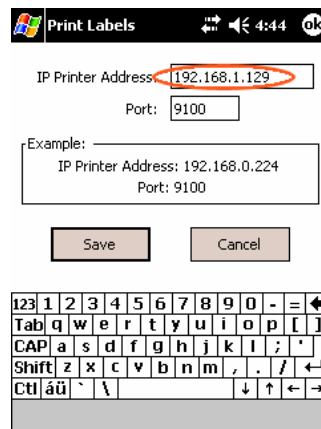 Print Labels 4:44 ok
IP Printer Address: 192.168.1.129
Port: 9100
Example:
IP Printer Address: 192.168.0.224
Port: 9100
Save Cancel
123 1 2 3 4 5 6 7 8 9 0 - =
Tab q w e r t y u i o p [ ]
CAP a s d f g h j k l ; '
Shift z x c v b n m , . /
Ctl áü ` \